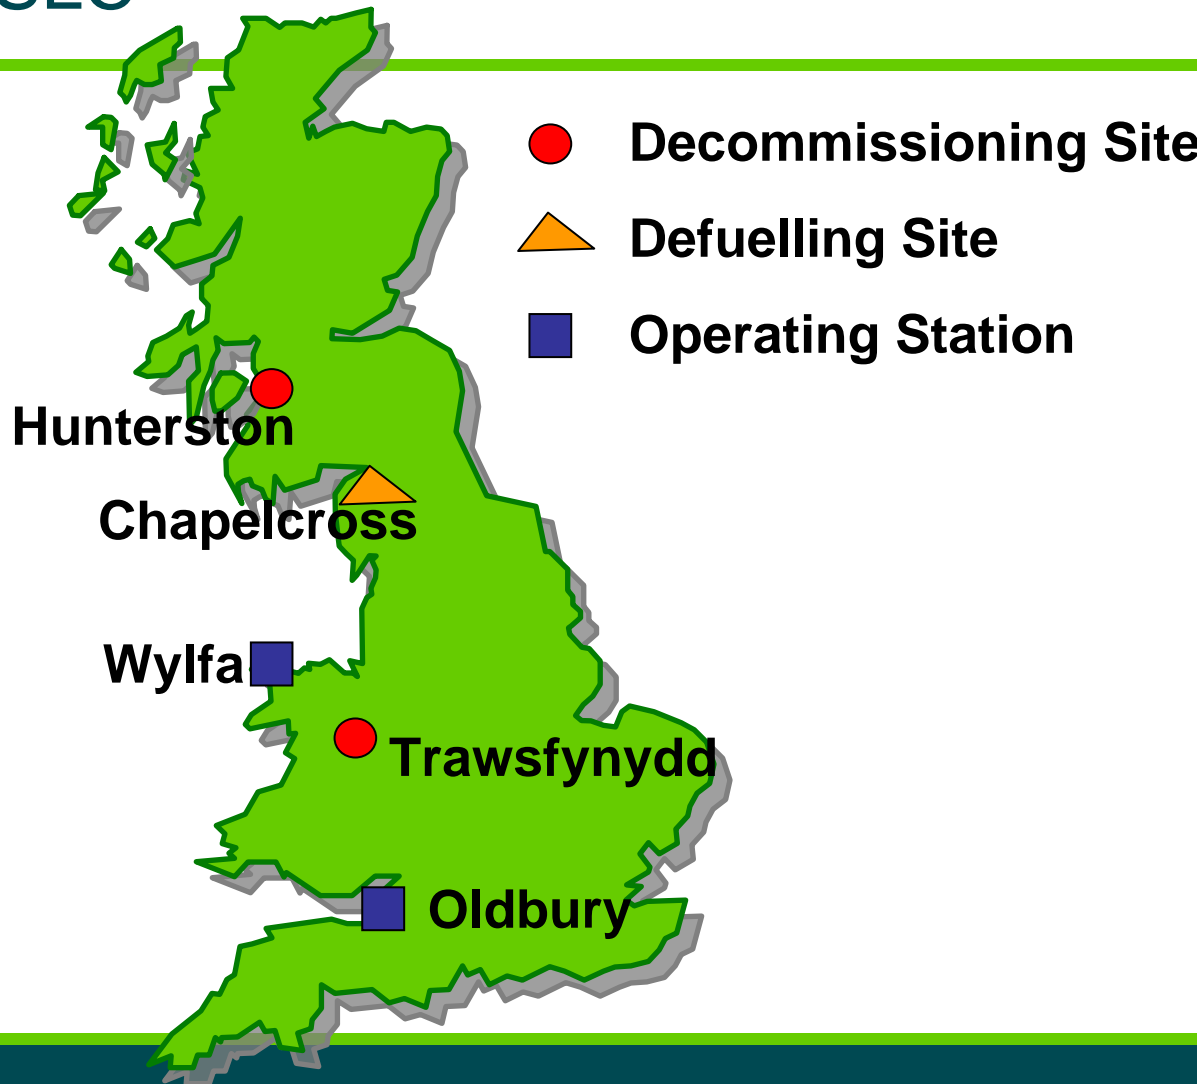 Decommissioning Site
Defuelling Site
Operating Station
Hunterston
Chapelcross
Wylfa
Trawsfynydd
Oldbury